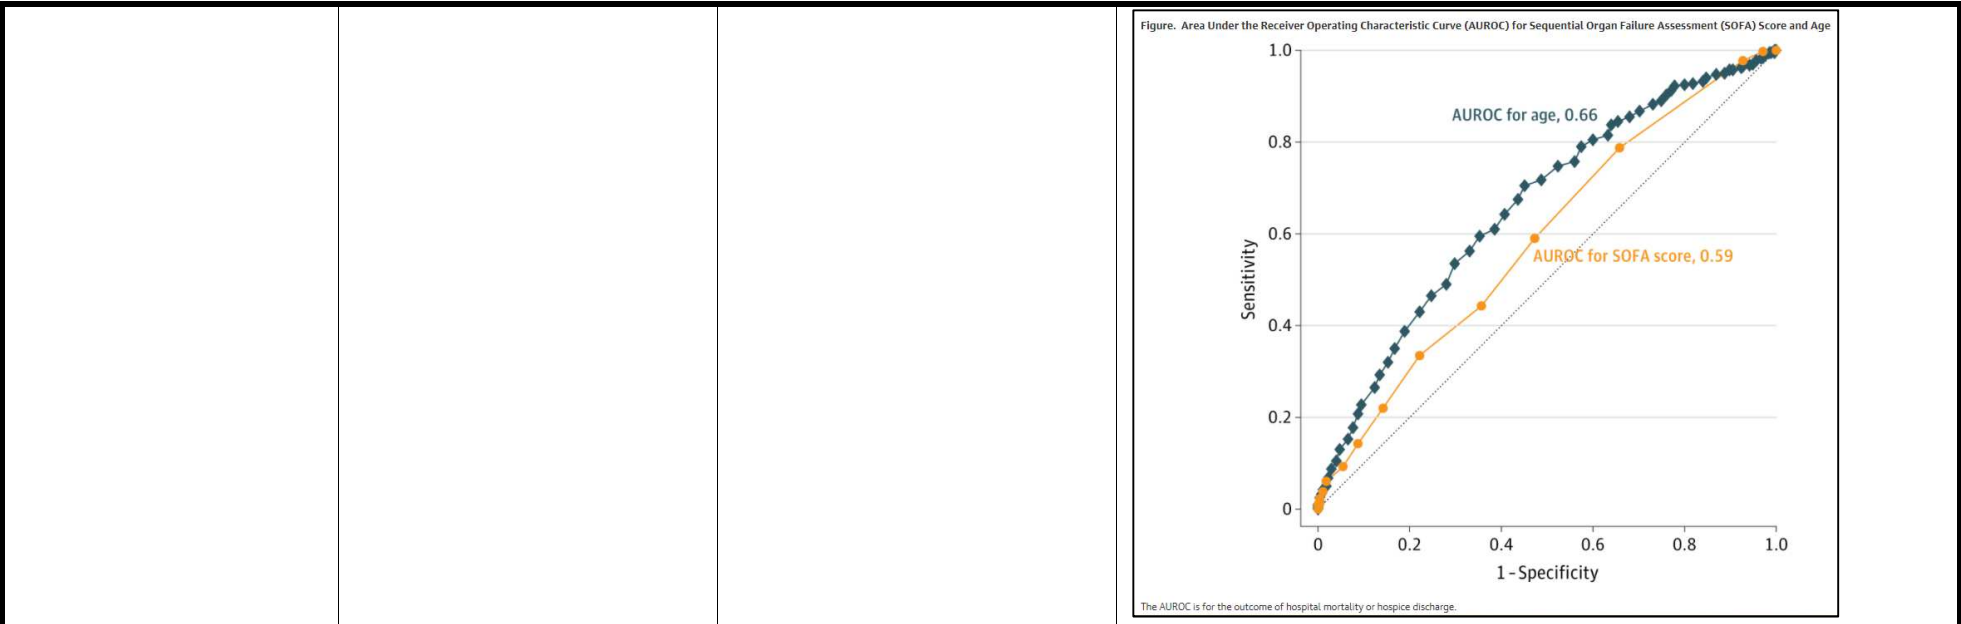 Figure. Area Under the Receiver Operating Characteristic Curve (AUROC) for Sequential Organ Failure Assessment (SOFA) Score and Age
1.0
AUROC for age, 0.66
0.8
0.6
AUROC for SOFA score, 0.59
Sensitivity
0.4
0.2
0
0 0.2 0.4 0.6 0.8 1.0
1-Specificity
The AUROC is for the outcome of hospital mortality or hospice discharge.